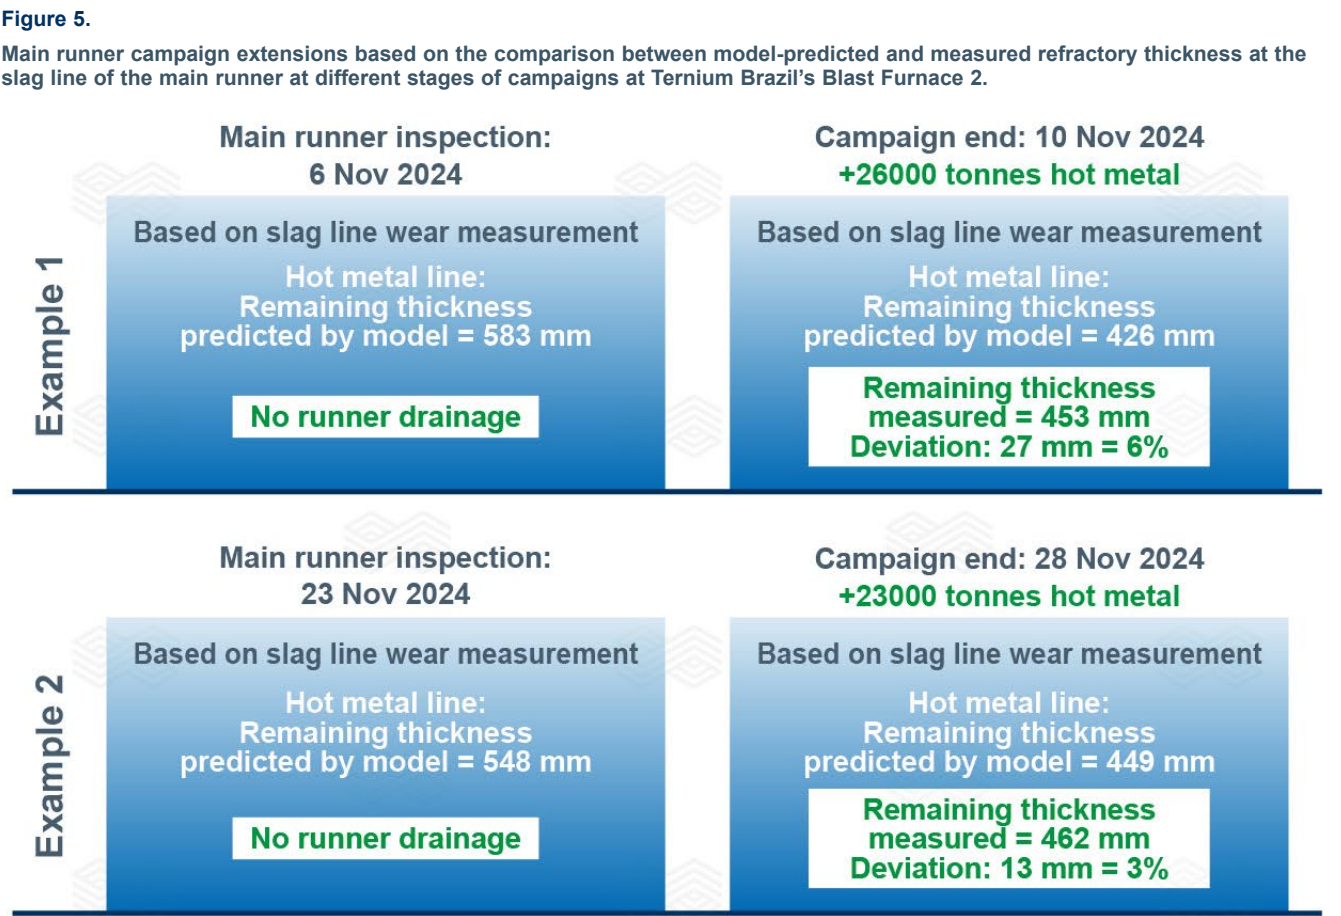 Figure 5.
Main runner campaign extensions based on the comparison between model-predicted and measured refractory thickness at the
slag line of the main runner at different stages of campaigns at Ternium Brazil’s Blast Furnace 2.
Example 1
Main runner inspection:
6 Nov 2024
Based on slag line wear measurement
Hot metal line:
Remaining thickness
predicted by model = 583 mm
No runner drainage
Campaign end: 10 Nov 2024
+26000 tonnes hot metal
Based on slag line wear measurement
Hot metal line:
Remaining thickness
predicted by model = 426 mm
Remaining thickness
measured = 453 mm
Deviation: 27 mm = 6%
Example 2
Main runner inspection:
23 Nov 2024
Based on slag line wear measurement
Hot metal line:
Remaining thickness
predicted by model = 548 mm
No runner drainage
Campaign end: 28 Nov 2024
+23000 tonnes hot metal
Based on slag line wear measurement
Hot metal line:
Remaining thickness
predicted by model = 449 mm
Remaining thickness
measured = 462 mm
Deviation: 13 mm = 3%